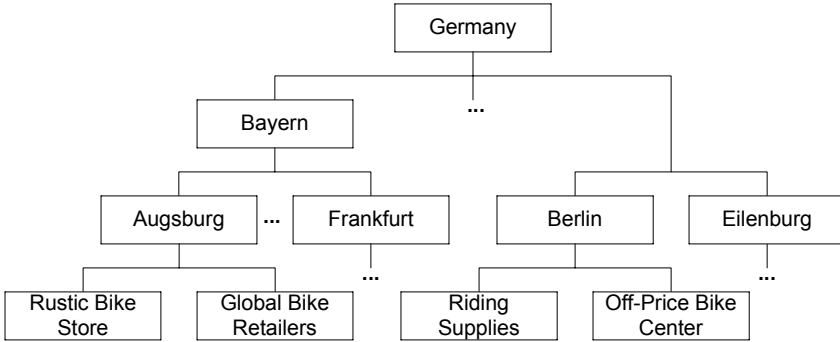 Germany
...
Bayern
Augsburg
...
Frankfurt
Berlin
Eilenburg
...
...
Rustic Bike
Store
Global Bike
Retailers
Riding
Supplies
Off-Price Bike
Center